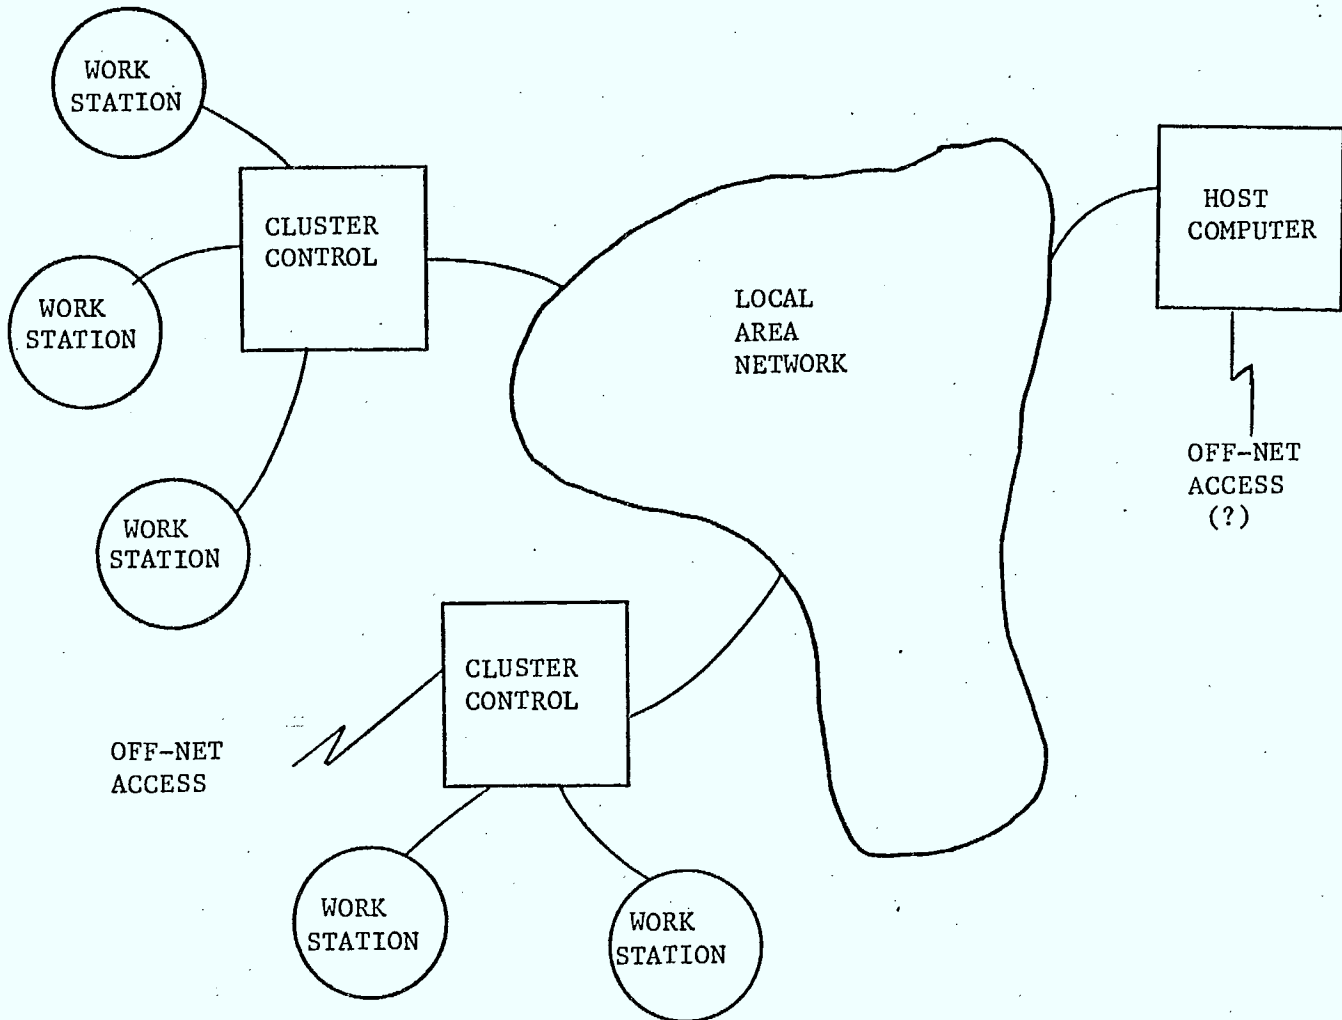 WORK
STATION
CLUSTER
CONTROL
HOST
COMPUTER
WORK
STATION
LOCAL
AREA
NETWORK
OFF-NET
ACCESS
(?)
WORK
STATION
CLUSTER
CONTROL
OFF-NET
ACCESS
WORK
STATION
WORK
STATION